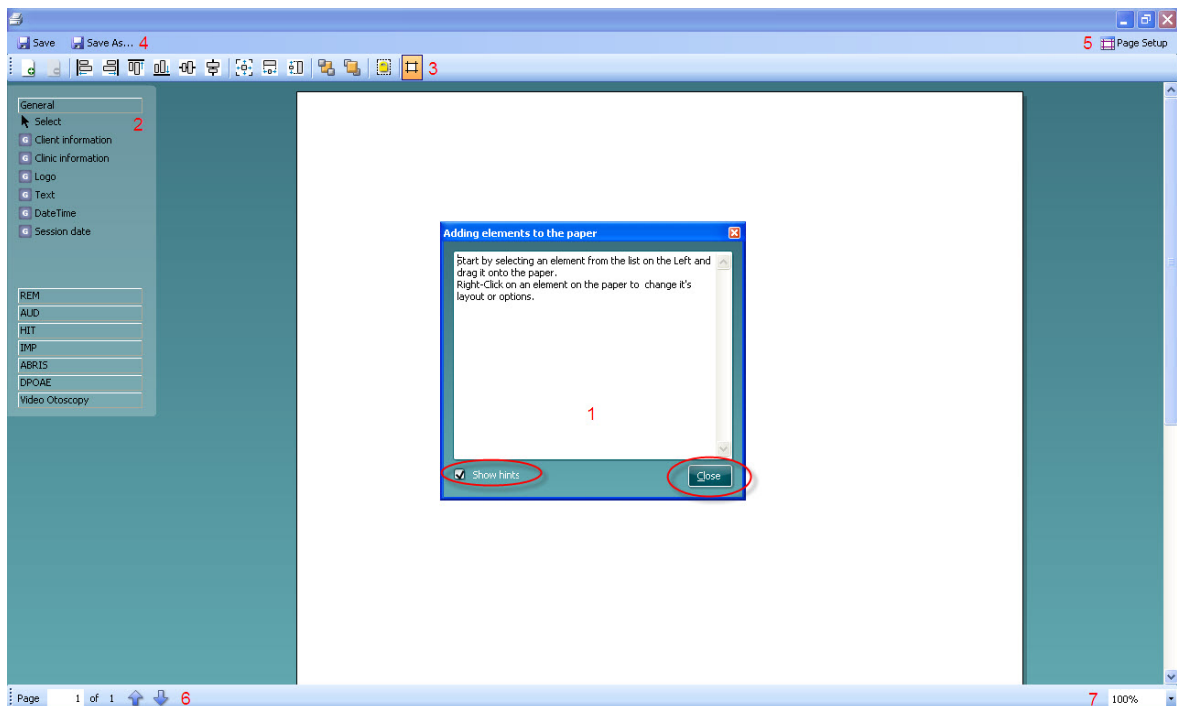 Save Save As... 4 5 Page Setup
3
General
Select
2
G Client information
G Clinic information
G Logo
G Text
G DateTime
G Session date
REM
AUD
HIT
IMP
ABRIS
DPOAE
Video Otoscopy
Adding elements to the paper
Start by selecting an element from the list on the Left and
drag it onto the paper.
Right-Click on an element on the paper to change it's
layout or options.
1
Show hints Close
Page 1 of 1 6 7 100%